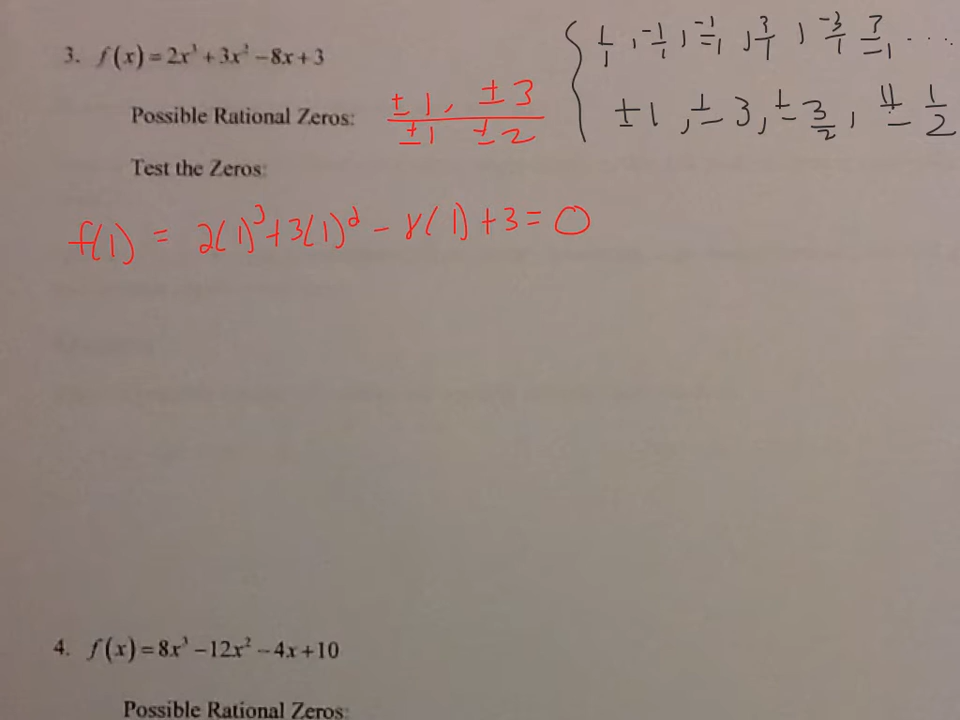 3. f(x) = 2x³ + 3x² − 8x + 3
1/1, -1/1, -1/-1, 3/1, -3/1 3/-1 ....
Possible Rational Zeros: ±1, ±3 / ±1 ±2
±1, ±3, ±3/2, ± 1/2
Test the Zeros:
f(1) = 2(1)³ + 3(1)² − 8(1) + 3 = 0
4. f(x) = 8x³ − 12x² − 4x + 10
Possible Rational Zeros: